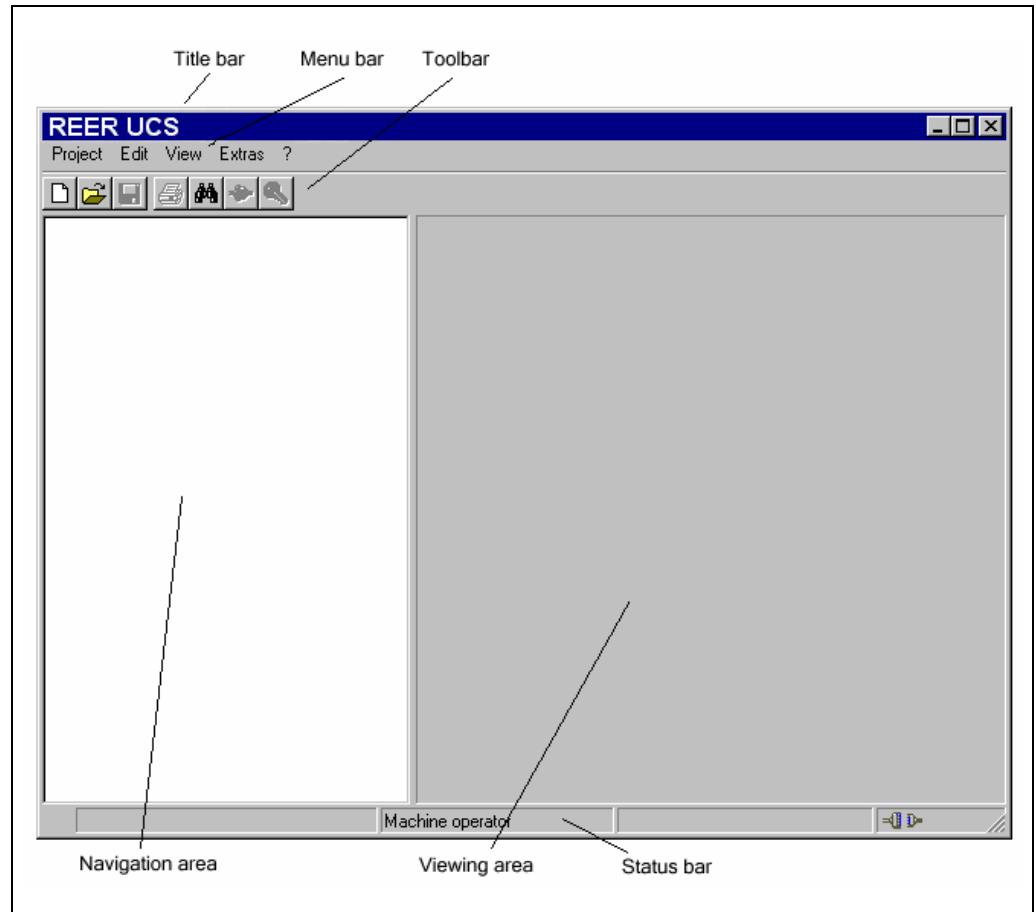 Title bar Menu bar Toolbar
REER UCS
Project Edit View Extras ?
Machine operator
Navigation area Viewing area Status bar